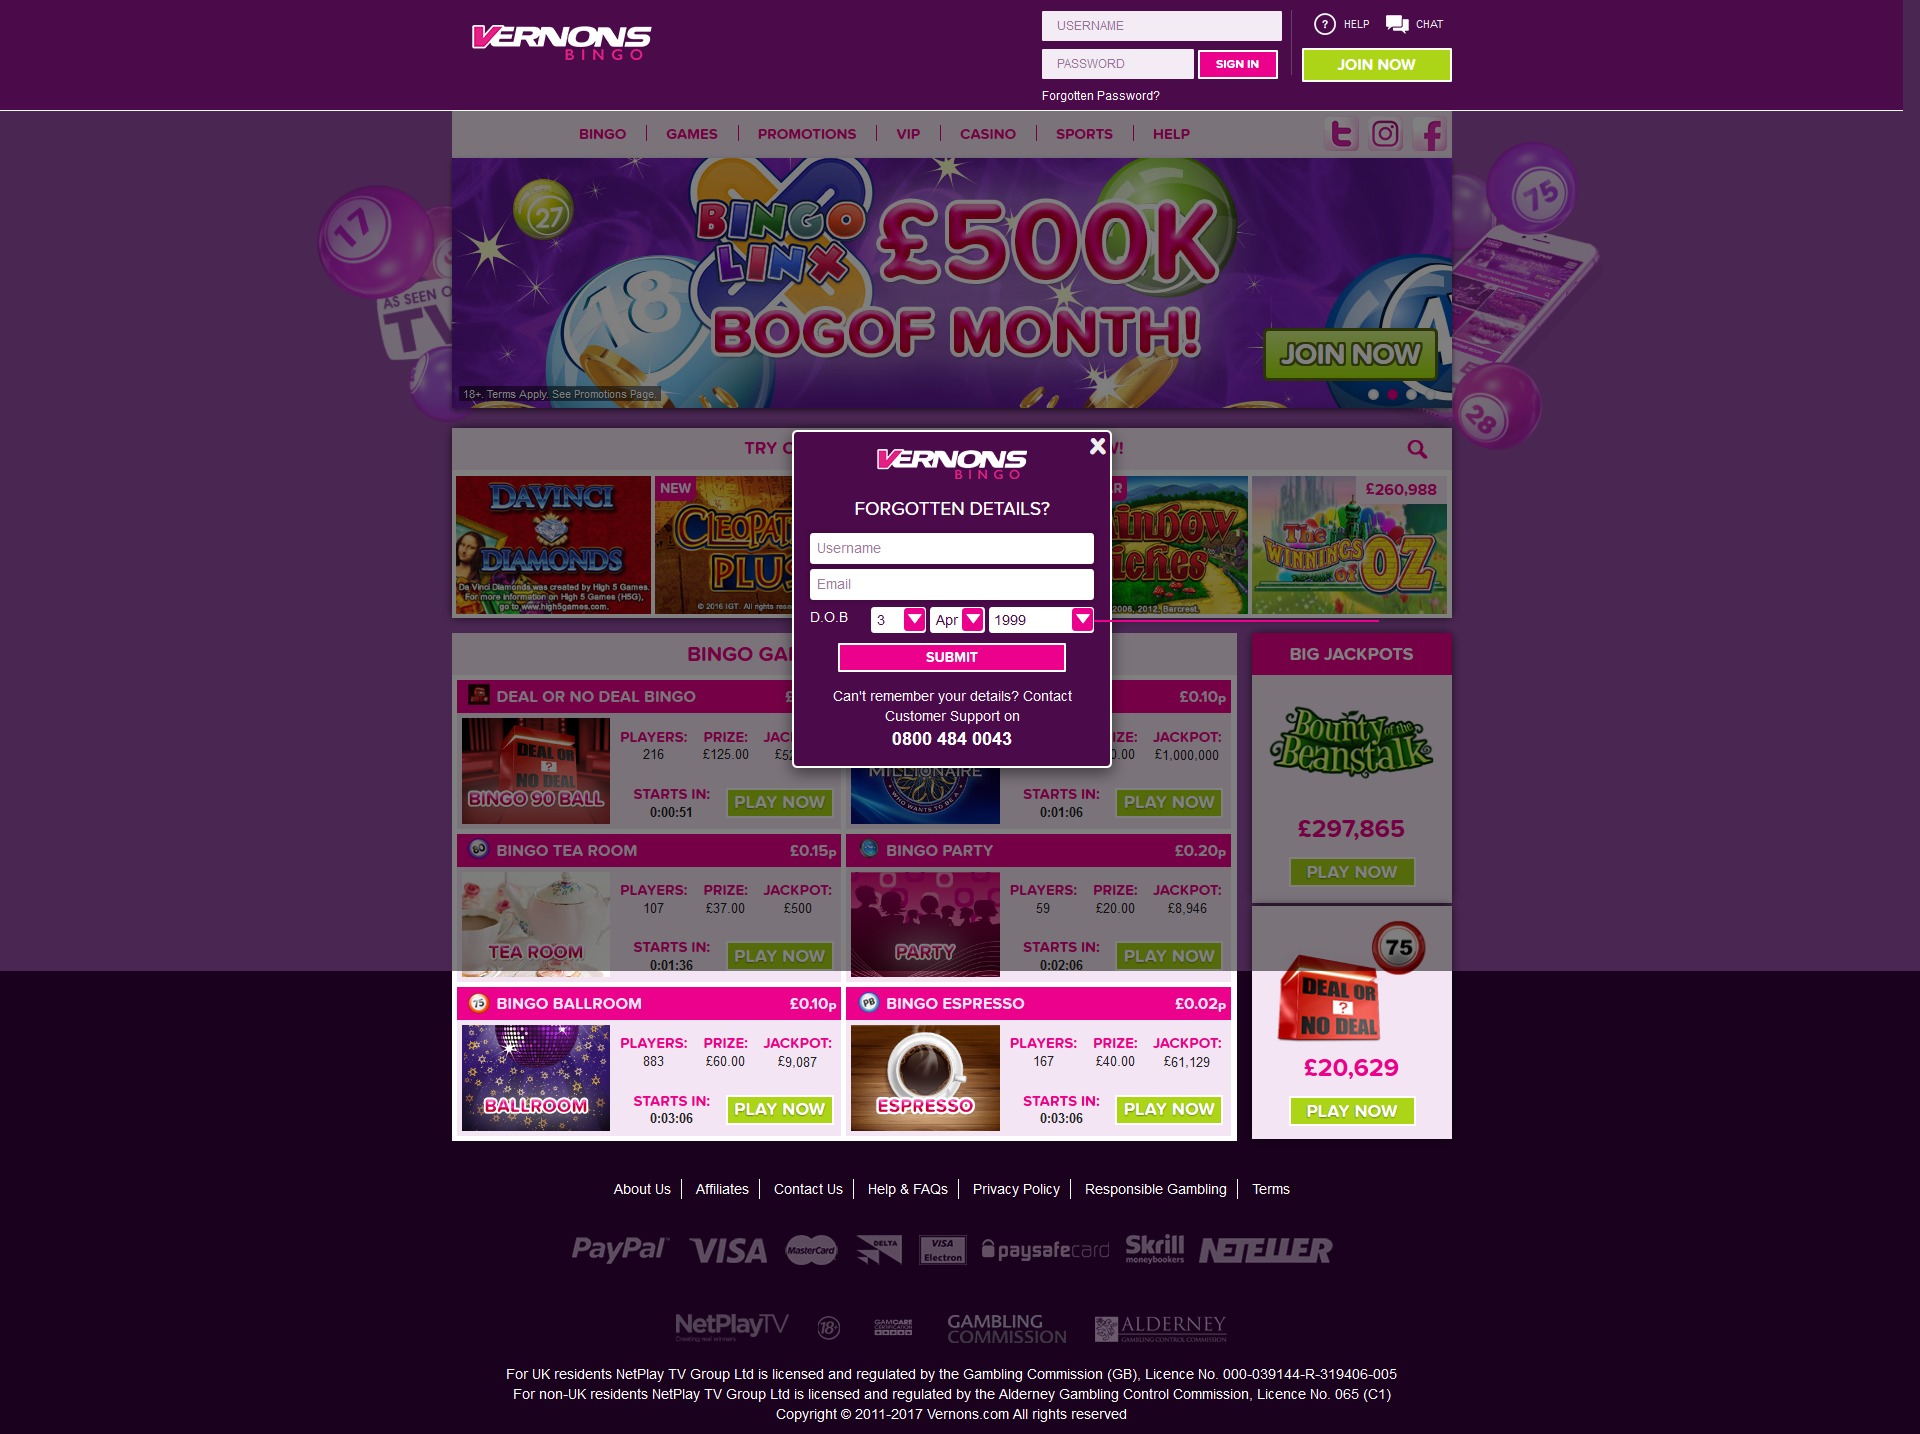 VERNONS
BINGO
USERNAME
PASSWORD
SIGN IN
Forgotten Password?
? HELP
CHAT
JOIN NOW
BINGO
GAMES
PROMOTIONS
VIP
CASINO
SPORTS
HELP
17
AS SEEN ON
TV
27
BINGO
LINX
£500K
18
BOGOF MONTH!
JOIN NOW
18+. Terms Apply. See Promotions Page.
75
28
TRY
W!
DAVINCI
DIAMONDS
Da Vinci Diamonds was created by High 5 Games.
For more information on High 5 Games (H5G),
go to www.high5games.com.
NEW
PLUS
© 2016 IGT. All rights
2008, 2012, Barcrest.
£260,988
The
WINNINGS
of OZ
VERNONS
BINGO
FORGOTTEN DETAILS?
Username
Email
D.O.B
3
Apr
1999
SUBMIT
Can't remember your details? Contact
Customer Support on
0800 484 0043
BINGO
DEAL OR NO DEAL BINGO
DEAL OR
?
NO DEAL
BINGO 90 BALL
PLAYERS:
216
PRIZE:
£125.00
STARTS IN:
0:00:51
PLAY NOW
£0.10p
MILLIONAIRE
WHO WANTS TO BE A
JACKPOT:
£1,000,000
STARTS IN:
0:01:06
PLAY NOW
80
BINGO TEA ROOM
£0.15p
TEA ROOM
PLAYERS:
107
PRIZE:
£37.00
JACKPOT:
£500
STARTS IN:
0:01:36
PLAY NOW
BINGO PARTY
£0.20p
PARTY
PLAYERS:
59
PRIZE:
£20.00
JACKPOT:
£8,946
STARTS IN:
0:02:06
PLAY NOW
75
BINGO BALLROOM
£0.10p
BALLROOM
PLAYERS:
883
PRIZE:
£60.00
JACKPOT:
£9,087
STARTS IN:
0:03:06
PLAY NOW
PB
BINGO ESPRESSO
£0.02p
ESPRESSO
PLAYERS:
167
PRIZE:
£40.00
JACKPOT:
£61,129
STARTS IN:
0:03:06
PLAY NOW
BIG JACKPOTS
Bounty of the
Beanstalk
£297,865
PLAY NOW
75
DEAL OR
?
NO DEAL
£20,629
PLAY NOW
About Us
Affiliates
Contact Us
Help & FAQs
Privacy Policy
Responsible Gambling
Terms
PayPal
VISA
MasterCard
DELTA
VISA
Electron
paysafecard
Skrill
moneybookers
NETELLER
NetPlayTV
Creating real winners
18+
GAMCARE
CERTIFICATION
GAMBLING
COMMISSION
ALDERNEY
GAMBLING CONTROL COMMISSION
For UK residents NetPlay TV Group Ltd is licensed and regulated by the Gambling Commission (GB), Licence No. 000-039144-R-319406-005
For non-UK residents NetPlay TV Group Ltd is licensed and regulated by the Alderney Gambling Control Commission, Licence No. 065 (C1)
Copyright © 2011-2017 Vernons.com All rights reserved